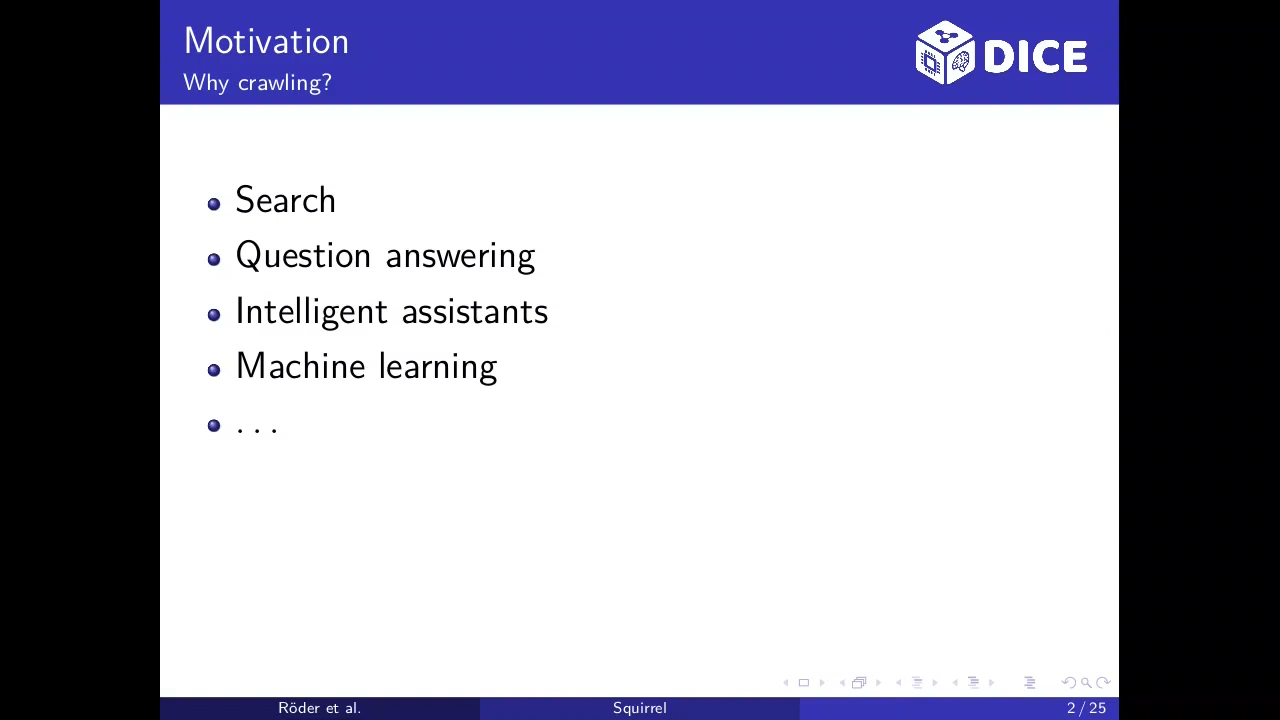 Motivation
Why crawling?
DICE
Search
Question answering
Intelligent assistants
Machine learning
. . .
Röder et al.
Squirrel
2 / 25